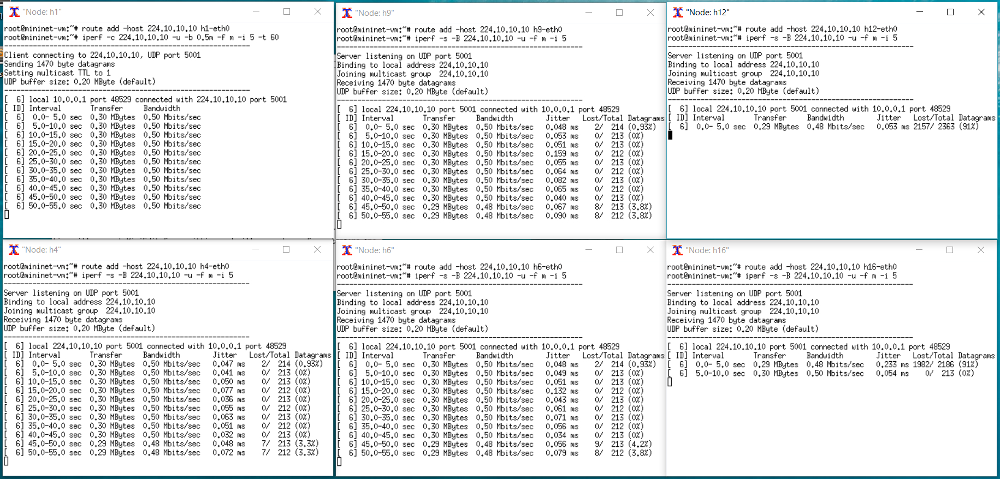 "Node: h1"
root@mininet-vm:~# route add -host 224.10.10.10 h1-eth0
root@mininet-vm:~# iperf -c 224.10.10.10 -u -b 0.5m -f m -i 5 -t 60
------------------------------------------------------------
Client connecting to 224.10.10.10, UDP port 5001
Sending 1470 byte datagrams
Setting multicast TTL to 1
UDP buffer size: 0.20 MByte (default)
------------------------------------------------------------
[  6] local 10.0.0.1 port 48529 connected with 224.10.10.10 port 5001
[ ID] Interval       Transfer     Bandwidth
[  6]  0.0- 5.0 sec  0.30 MBytes  0.50 Mbits/sec
[  6]  5.0-10.0 sec  0.30 MBytes  0.50 Mbits/sec
[  6] 10.0-15.0 sec  0.30 MBytes  0.50 Mbits/sec
[  6] 15.0-20.0 sec  0.30 MBytes  0.50 Mbits/sec
[  6] 20.0-25.0 sec  0.30 MBytes  0.50 Mbits/sec
[  6] 25.0-30.0 sec  0.30 MBytes  0.50 Mbits/sec
[  6] 30.0-35.0 sec  0.30 MBytes  0.50 Mbits/sec
[  6] 35.0-40.0 sec  0.30 MBytes  0.50 Mbits/sec
[  6] 40.0-45.0 sec  0.30 MBytes  0.50 Mbits/sec
[  6] 45.0-50.0 sec  0.30 MBytes  0.50 Mbits/sec
[  6] 50.0-55.0 sec  0.30 MBytes  0.50 Mbits/sec
"Node: h9"
root@mininet-vm:~# route add -host 224.10.10.10 h9-eth0
root@mininet-vm:~# iperf -s -B 224.10.10.10 -u -f m -i 5
------------------------------------------------------------
Server listening on UDP port 5001
Binding to local address 224.10.10.10
Joining multicast group  224.10.10.10
Receiving 1470 byte datagrams
UDP buffer size: 0.20 MByte (default)
------------------------------------------------------------
[  6] local 224.10.10.10 port 5001 connected with 10.0.0.1 port 48529
[ ID] Interval       Transfer     Bandwidth        Jitter   Lost/Total Datagrams
[  6]  0.0- 5.0 sec  0.30 MBytes  0.50 Mbits/sec   0.048 ms    2/  214 (0.93%)
[  6]  5.0-10.0 sec  0.30 MBytes  0.50 Mbits/sec   0.053 ms    0/  213 (0%)
[  6] 10.0-15.0 sec  0.30 MBytes  0.50 Mbits/sec   0.051 ms    0/  213 (0%)
[  6] 15.0-20.0 sec  0.30 MBytes  0.50 Mbits/sec   0.159 ms    0/  212 (0%)
[  6] 20.0-25.0 sec  0.30 MBytes  0.50 Mbits/sec   0.055 ms    0/  213 (0%)
[  6] 25.0-30.0 sec  0.30 MBytes  0.50 Mbits/sec   0.064 ms    0/  212 (0%)
[  6] 30.0-35.0 sec  0.30 MBytes  0.50 Mbits/sec   0.082 ms    0/  213 (0%)
[  6] 35.0-40.0 sec  0.30 MBytes  0.50 Mbits/sec   0.065 ms    0/  212 (0%)
[  6] 40.0-45.0 sec  0.30 MBytes  0.50 Mbits/sec   0.040 ms    0/  213 (0%)
[  6] 45.0-50.0 sec  0.29 MBytes  0.48 Mbits/sec   0.067 ms    8/  213 (3.8%)
[  6] 50.0-55.0 sec  0.29 MBytes  0.48 Mbits/sec   0.090 ms    8/  212 (3.8%)
"Node: h12"
root@mininet-vm:~# route add -host 224.10.10.10 h12-eth0
root@mininet-vm:~# iperf -s -B 224.10.10.10 -u -f m -i 5
------------------------------------------------------------
Server listening on UDP port 5001
Binding to local address 224.10.10.10
Joining multicast group  224.10.10.10
Receiving 1470 byte datagrams
UDP buffer size: 0.20 MByte (default)
------------------------------------------------------------
[  6] local 224.10.10.10 port 5001 connected with 10.0.0.1 port 48529
[ ID] Interval       Transfer     Bandwidth        Jitter   Lost/Total Datagrams
[  6]  0.0- 5.0 sec  0.29 MBytes  0.48 Mbits/sec   0.053 ms 2157/ 2363 (91%)
"Node: h4"
root@mininet-vm:~# route add -host 224.10.10.10 h4-eth0
root@mininet-vm:~# iperf -s -B 224.10.10.10 -u -f m -i 5
------------------------------------------------------------
Server listening on UDP port 5001
Binding to local address 224.10.10.10
Joining multicast group  224.10.10.10
Receiving 1470 byte datagrams
UDP buffer size: 0.20 MByte (default)
------------------------------------------------------------
[  6] local 224.10.10.10 port 5001 connected with 10.0.0.1 port 48529
[ ID] Interval       Transfer     Bandwidth        Jitter   Lost/Total Datagrams
[  6]  0.0- 5.0 sec  0.30 MBytes  0.50 Mbits/sec   0.047 ms    2/  214 (0.93%)
[  6]  5.0-10.0 sec  0.30 MBytes  0.50 Mbits/sec   0.041 ms    0/  213 (0%)
[  6] 10.0-15.0 sec  0.30 MBytes  0.50 Mbits/sec   0.050 ms    0/  213 (0%)
[  6] 15.0-20.0 sec  0.30 MBytes  0.50 Mbits/sec   0.077 ms    0/  212 (0%)
[  6] 20.0-25.0 sec  0.30 MBytes  0.50 Mbits/sec   0.036 ms    0/  213 (0%)
[  6] 25.0-30.0 sec  0.30 MBytes  0.50 Mbits/sec   0.055 ms    0/  212 (0%)
[  6] 30.0-35.0 sec  0.30 MBytes  0.50 Mbits/sec   0.063 ms    0/  213 (0%)
[  6] 35.0-40.0 sec  0.30 MBytes  0.50 Mbits/sec   0.051 ms    0/  212 (0%)
[  6] 40.0-45.0 sec  0.30 MBytes  0.50 Mbits/sec   0.032 ms    0/  213 (0%)
[  6] 45.0-50.0 sec  0.29 MBytes  0.48 Mbits/sec   0.048 ms    7/  213 (3.3%)
[  6] 50.0-55.0 sec  0.29 MBytes  0.48 Mbits/sec   0.072 ms    7/  212 (3.3%)
"Node: h6"
root@mininet-vm:~# route add -host 224.10.10.10 h6-eth0
root@mininet-vm:~# iperf -s -B 224.10.10.10 -u -f m -i 5
------------------------------------------------------------
Server listening on UDP port 5001
Binding to local address 224.10.10.10
Joining multicast group  224.10.10.10
Receiving 1470 byte datagrams
UDP buffer size: 0.20 MByte (default)
------------------------------------------------------------
[  6] local 224.10.10.10 port 5001 connected with 10.0.0.1 port 48529
[ ID] Interval       Transfer     Bandwidth        Jitter   Lost/Total Datagrams
[  6]  0.0- 5.0 sec  0.30 MBytes  0.50 Mbits/sec   0.048 ms    2/  214 (0.93%)
[  6]  5.0-10.0 sec  0.30 MBytes  0.50 Mbits/sec   0.049 ms    0/  213 (0%)
[  6] 10.0-15.0 sec  0.30 MBytes  0.50 Mbits/sec   0.051 ms    0/  213 (0%)
[  6] 15.0-20.0 sec  0.30 MBytes  0.50 Mbits/sec   0.132 ms    0/  212 (0%)
[  6] 20.0-25.0 sec  0.30 MBytes  0.50 Mbits/sec   0.043 ms    0/  213 (0%)
[  6] 25.0-30.0 sec  0.30 MBytes  0.50 Mbits/sec   0.061 ms    0/  212 (0%)
[  6] 30.0-35.0 sec  0.30 MBytes  0.50 Mbits/sec   0.071 ms    0/  213 (0%)
[  6] 35.0-40.0 sec  0.30 MBytes  0.50 Mbits/sec   0.056 ms    0/  212 (0%)
[  6] 40.0-45.0 sec  0.30 MBytes  0.50 Mbits/sec   0.034 ms    0/  213 (0%)
[  6] 45.0-50.0 sec  0.29 MBytes  0.48 Mbits/sec   0.056 ms    9/  213 (4.2%)
[  6] 50.0-55.0 sec  0.29 MBytes  0.48 Mbits/sec   0.079 ms    8/  212 (3.8%)
"Node: h16"
root@mininet-vm:~# route add -host 224.10.10.10 h16-eth0
root@mininet-vm:~# iperf -s -B 224.10.10.10 -u -f m -i 5
------------------------------------------------------------
Server listening on UDP port 5001
Binding to local address 224.10.10.10
Joining multicast group  224.10.10.10
Receiving 1470 byte datagrams
UDP buffer size: 0.20 MByte (default)
------------------------------------------------------------
[  6] local 224.10.10.10 port 5001 connected with 10.0.0.1 port 48529
[ ID] Interval       Transfer     Bandwidth        Jitter   Lost/Total Datagrams
[  6]  0.0- 5.0 sec  0.29 MBytes  0.48 Mbits/sec   0.233 ms 1982/ 2186 (91%)
[  6]  5.0-10.0 sec  0.30 MBytes  0.50 Mbits/sec   0.054 ms    0/  213 (0%)